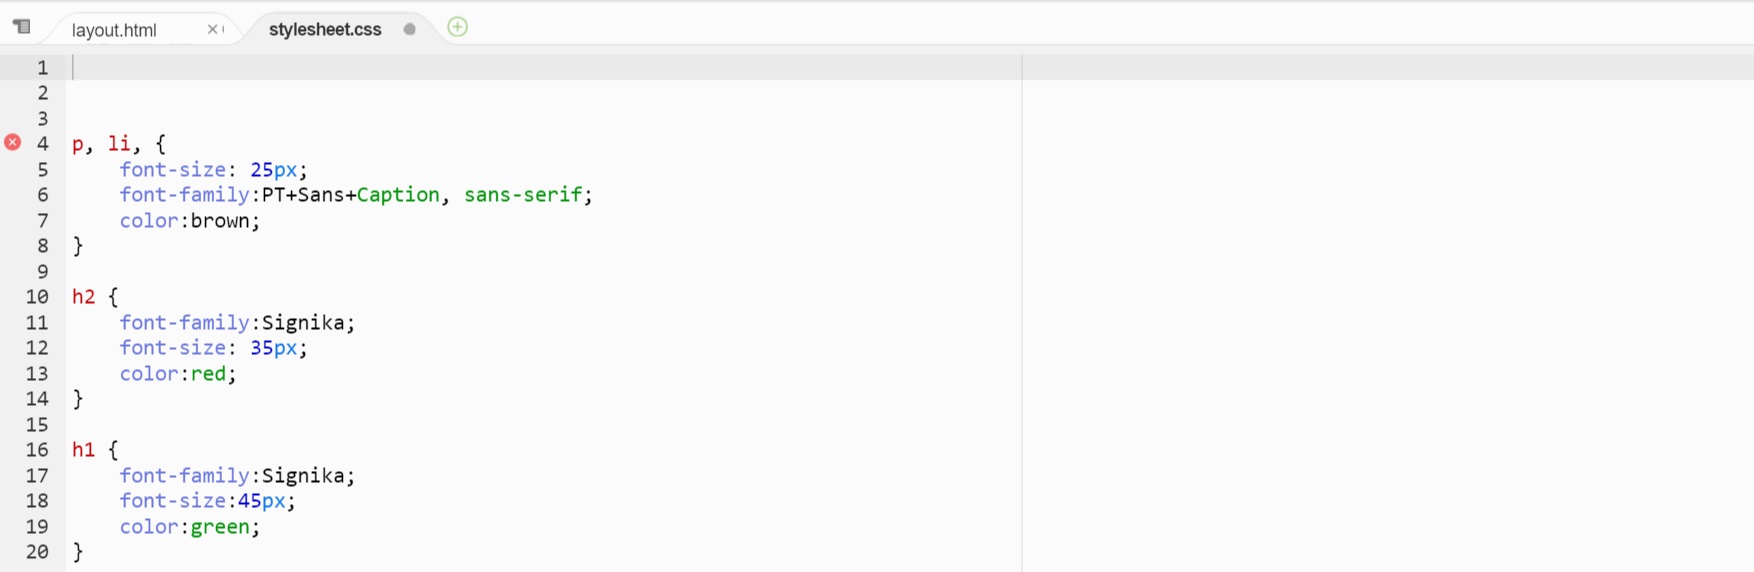 layout.html
stylesheet.css
1
2
3
4 p, li, {
5 font-size: 25px;
6 font-family:PT+Sans+Caption, sans-serif;
7 color:brown;
8 }
9
10 h2 {
11 font-family:Signika;
12 font-size: 35px;
13 color:red;
14 }
15
16 h1 {
17 font-family:Signika;
18 font-size:45px;
19 color:green;
20 }